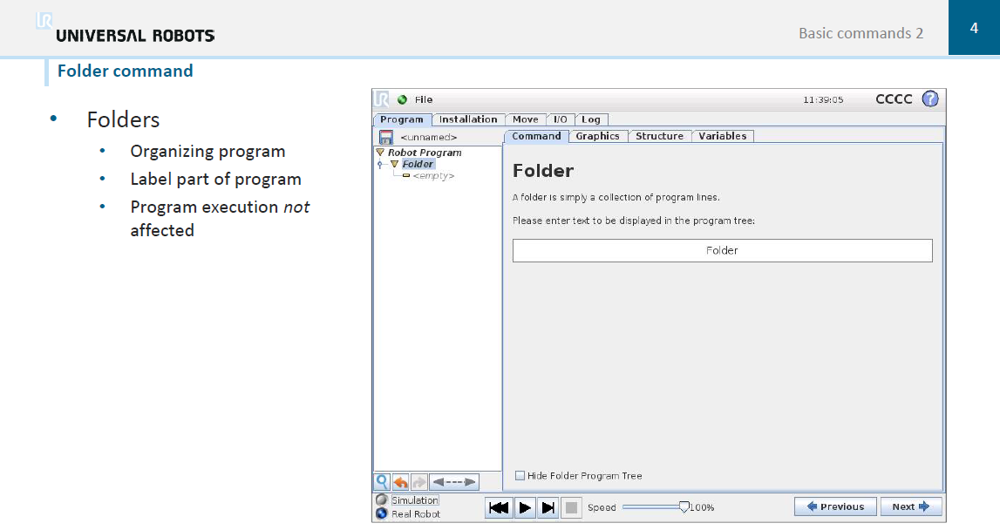 UR
UNIVERSAL ROBOTS
Basic commands 2
4
Folder command
• Folders
• Organizing program
• Label part of program
• Program execution not
affected
UR File 11:39:05 CCCC ?
Program Installation Move I/O Log
<unnamed>
Command Graphics Structure Variables
Robot Program
Folder
<empty>
Folder
A folder is simply a collection of program lines.
Please enter text to be displayed in the program tree:
Folder
Hide Folder Program Tree
Simulation
Real Robot
Speed 100%
Previous Next